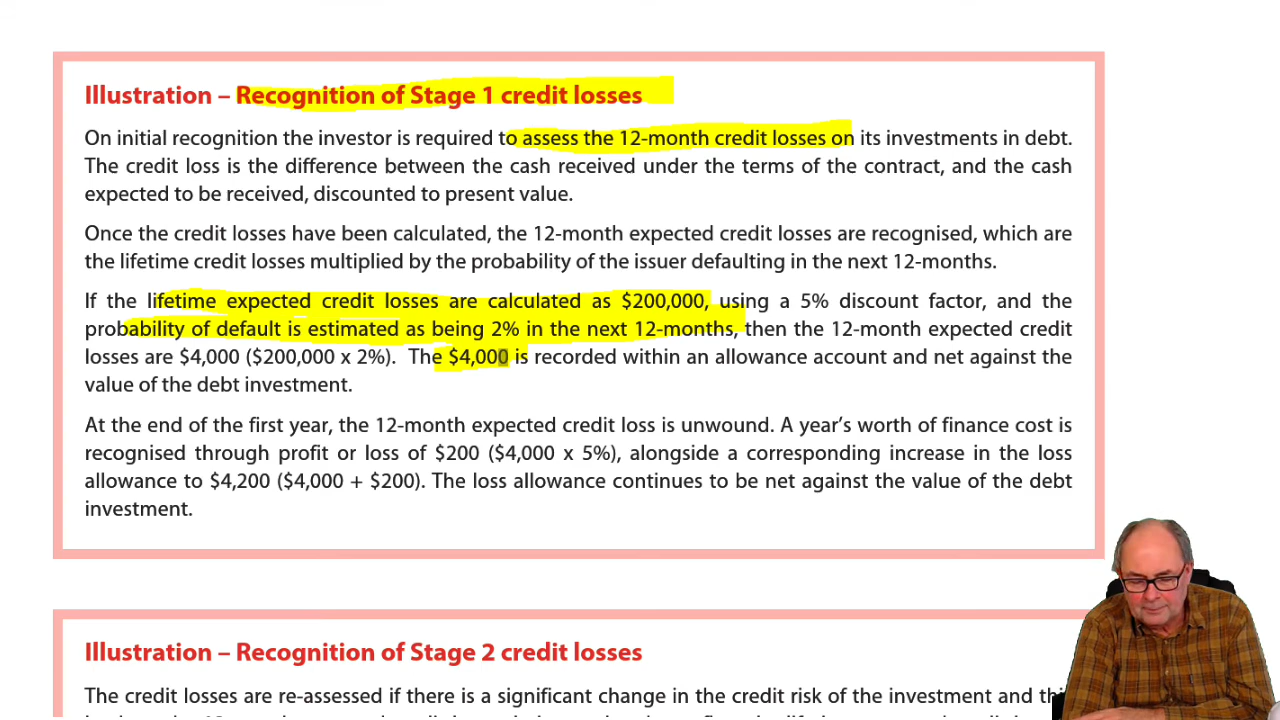 Illustration – Recognition of Stage 1 credit losses
On initial recognition the investor is required to assess the 12-month credit losses on its investments in debt.
The credit loss is the difference between the cash received under the terms of the contract, and the cash
expected to be received, discounted to present value.
Once the credit losses have been calculated, the 12-month expected credit losses are recognised, which are
the lifetime credit losses multiplied by the probability of the issuer defaulting in the next 12-months.
If the lifetime expected credit losses are calculated as $200,000, using a 5% discount factor, and the
probability of default is estimated as being 2% in the next 12-months, then the 12-month expected credit
losses are $4,000 ($200,000 x 2%). The $4,000 is recorded within an allowance account and net against the
value of the debt investment.
At the end of the first year, the 12-month expected credit loss is unwound. A year’s worth of finance cost is
recognised through profit or loss of $200 ($4,000 x 5%), alongside a corresponding increase in the loss
allowance to $4,200 ($4,000 + $200). The loss allowance continues to be net against the value of the debt
investment.
Illustration – Recognition of Stage 2 credit losses
The credit losses are re-assessed if there is a significant change in the credit risk of the investment and